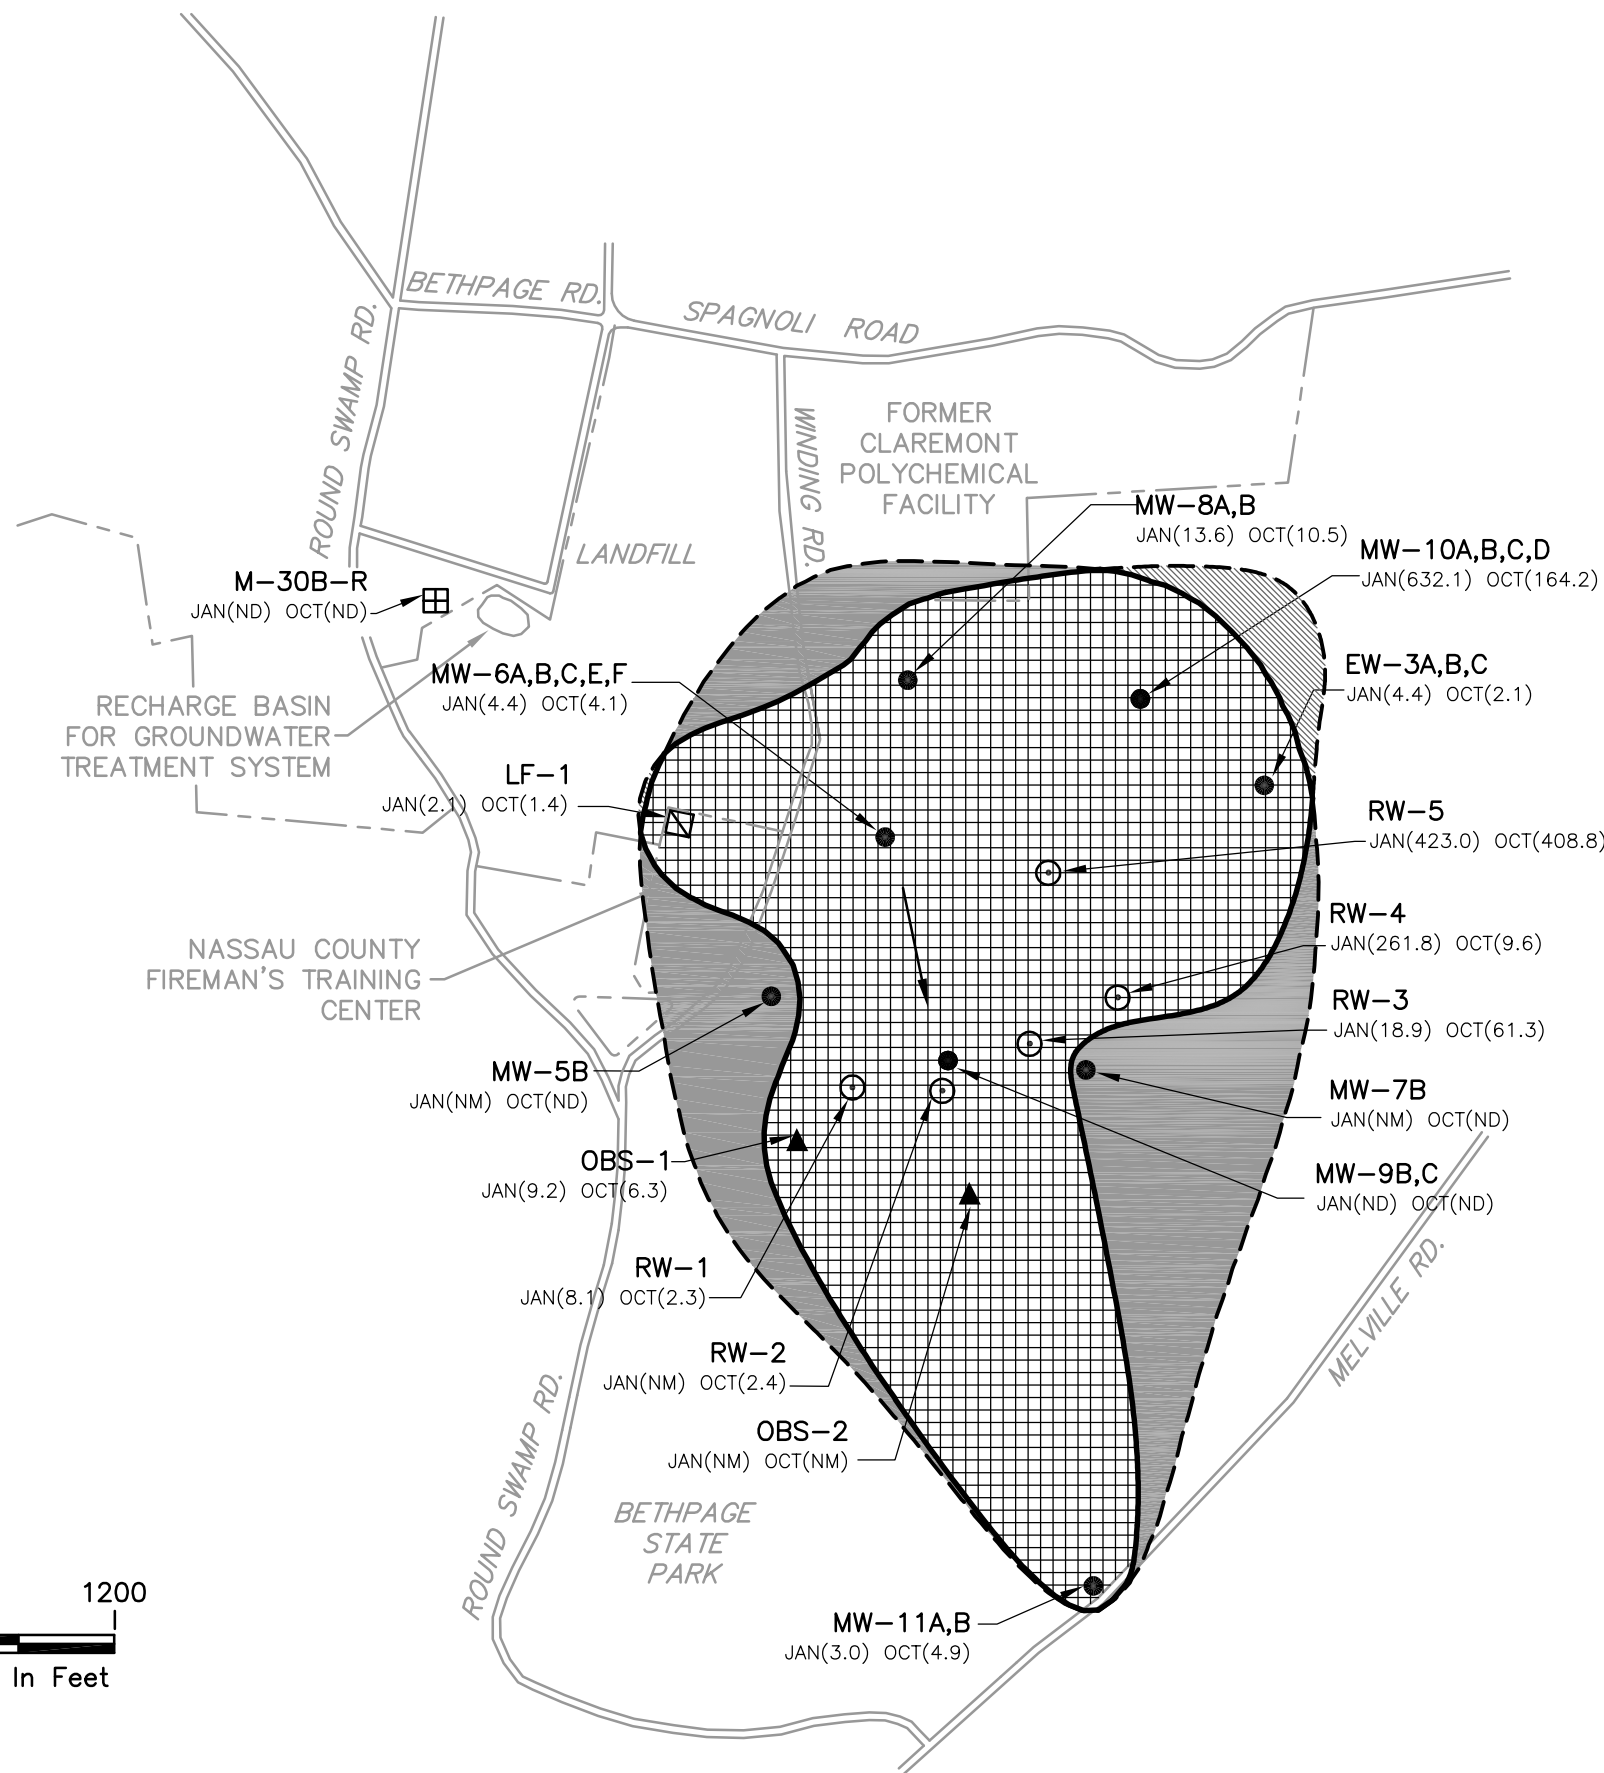 BETHPAGE RD.
SPAGNOLI ROAD
ROUND SWAMP RD.
WINDING RD.
FORMER
CLAREMONT
POLYCHEMICAL
FACILITY
MW-8A,B
JAN(13.6) OCT(10.5)
MW-10A,B,C,D
JAN(632.1) OCT(164.2)
LANDFILL
M-30B-R
JAN(ND) OCT(ND)
MW-6A,B,C,E,F
JAN(4.4) OCT(4.1)
EW-3A,B,C
JAN(4.4) OCT(2.1)
RECHARGE BASIN
FOR GROUNDWATER
TREATMENT SYSTEM
LF-1
JAN(2.1) OCT(1.4)
RW-5
JAN(423.0) OCT(408.8)
RW-4
JAN(261.8) OCT(9.6)
NASSAU COUNTY
FIREMAN'S TRAINING
CENTER
RW-3
JAN(18.9) OCT(61.3)
MW-5B
JAN(NM) OCT(ND)
MW-7B
JAN(NM) OCT(ND)
OBS-1
JAN(9.2) OCT(6.3)
MW-9B,C
JAN(ND) OCT(ND)
RW-1
JAN(8.1) OCT(2.3)
MELVILLE RD.
RW-2
JAN(NM) OCT(2.4)
OBS-2
JAN(NM) OCT(NM)
ROUND SWAMP RD.
BETHPAGE
STATE
PARK
MW-11A,B
JAN(3.0) OCT(4.9)
1200
In Feet